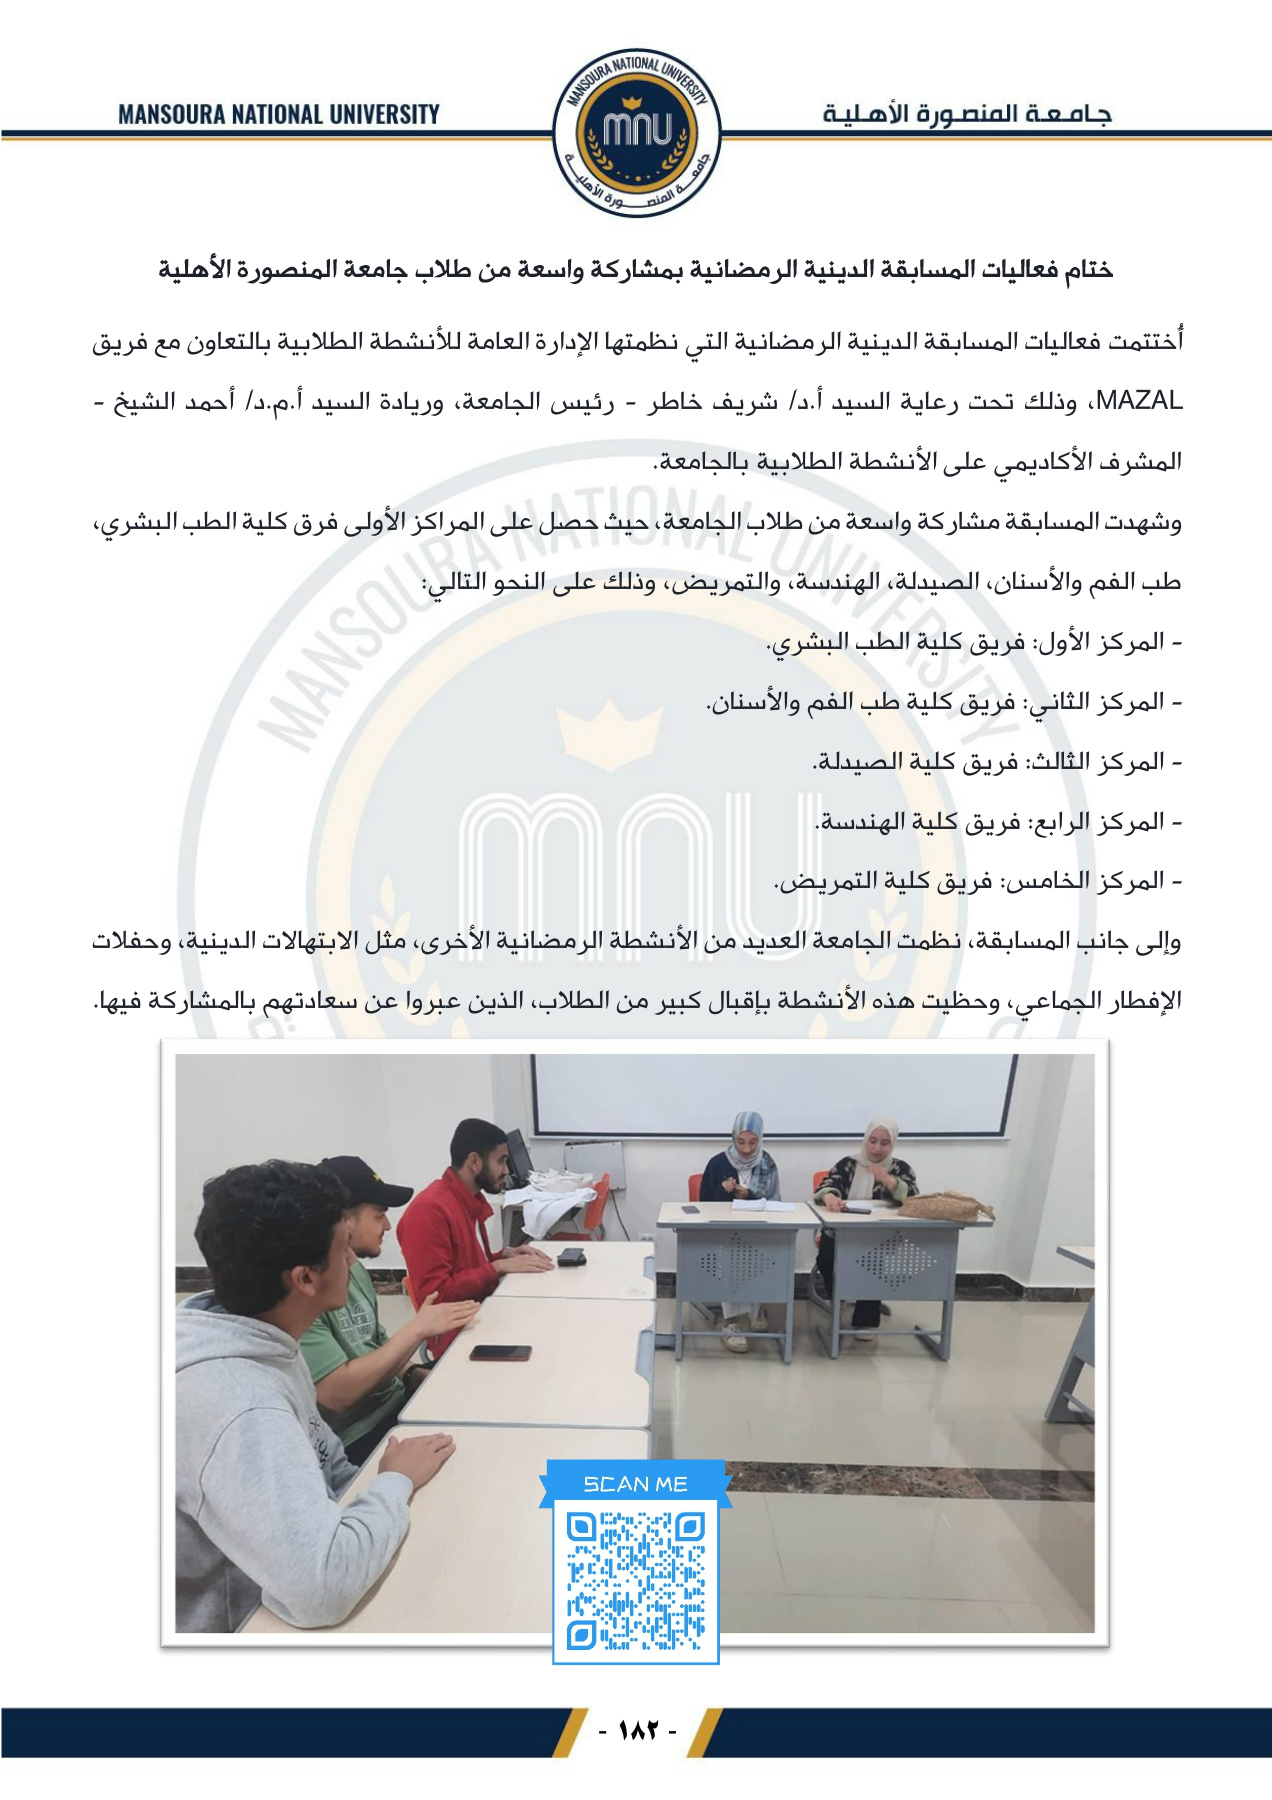 MANSOURA NATIONAL UNIVERSITY
جامعة المنصورة الأهلية
MANSOURA NATIONAL UNIVERSITY
mnu
جامعة المنصورة الأهلية
ختام فعاليات المسابقة الدينية الرمضانية بمشاركة واسعة من طلاب جامعة المنصورة الأهلية
أُختتمت فعاليات المسابقة الدينية الرمضانية التي نظمتها الإدارة العامة للأنشطة الطلابية بالتعاون مع فريق
MAZAL، وذلك تحت رعاية السيد أ.د/ شريف خاطر - رئيس الجامعة، وريادة السيد أ.م.د/ أحمد الشيخ -
المشرف الأكاديمي على الأنشطة الطلابية بالجامعة.
وشهدت المسابقة مشاركة واسعة من طلاب الجامعة، حيث حصل على المراكز الأولى فرق كلية الطب البشري،
طب الفم والأسنان، الصيدلة، الهندسة، والتمريض، وذلك على النحو التالي:
- المركز الأول: فريق كلية الطب البشري.
- المركز الثاني: فريق كلية طب الفم والأسنان.
- المركز الثالث: فريق كلية الصيدلة.
- المركز الرابع: فريق كلية الهندسة.
- المركز الخامس: فريق كلية التمريض.
وإلى جانب المسابقة، نظمت الجامعة العديد من الأنشطة الرمضانية الأخرى، مثل الابتهالات الدينية، وحفلات
الإفطار الجماعي، وحظيت هذه الأنشطة بإقبال كبير من الطلاب، الذين عبروا عن سعادتهم بالمشاركة فيها.
MANSOURA NATIONAL UNIVERSITY
mnu
SCAN ME
- ١٨٢ -